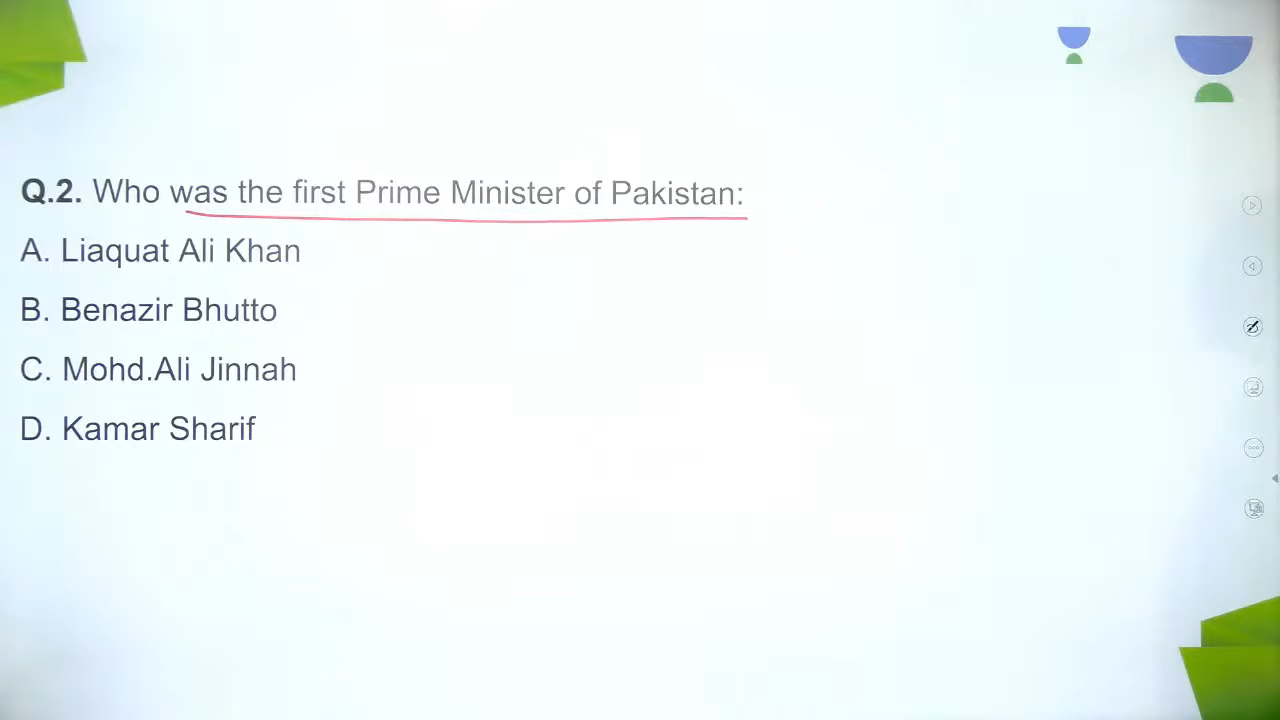 Q.2. Who was the first Prime Minister of Pakistan:
A. Liaquat Ali Khan
B. Benazir Bhutto
C. Mohd.Ali Jinnah
D. Kamar Sharif